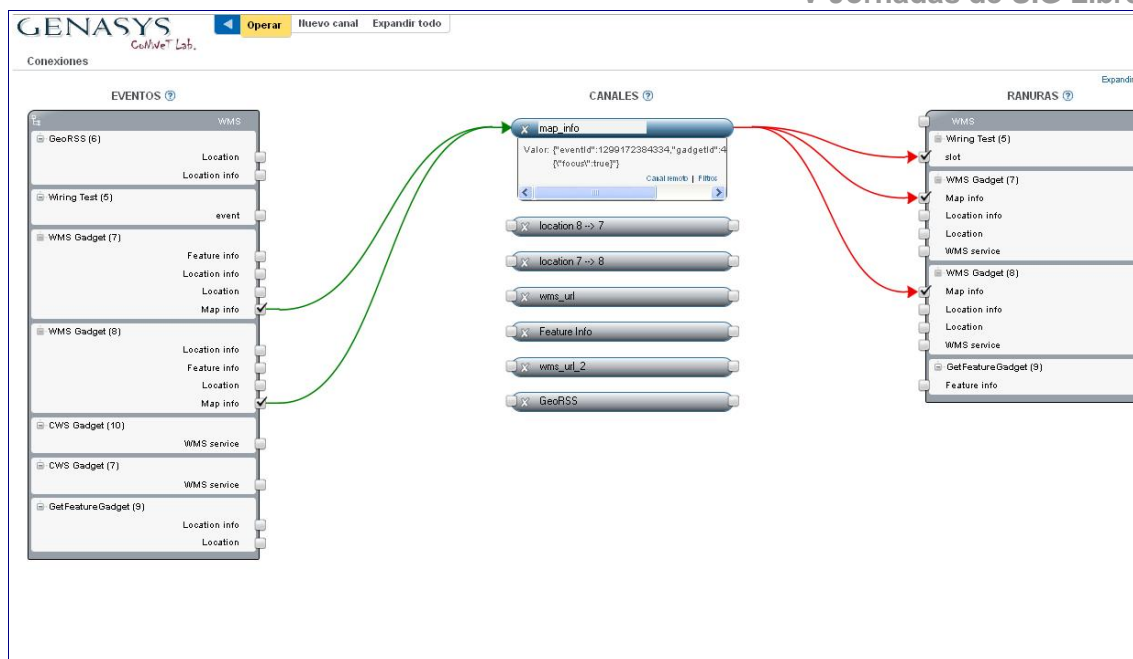 V Jornadas de SIG Libre
GENASYS
CoNWeT Lab.
Operar
Nuevo canal
Expandir todo
Conexiones
Expandir
EVENTOS
WMS
GeoRSS (6)
Location
Location info
Wiring Test (5)
event
WMS Gadget (7)
Feature info
Location info
Location
Map info
WMS Gadget (8)
Location info
Feature info
Location
Map info
CWS Gadget (10)
WMS service
CWS Gadget (7)
WMS service
GetFeatureGadget (9)
Location info
Location
CANALES
map_info
Valor: {"eventId":1299172384334,"gadgetId":4
{\"focus\":true}"}
Canal remoto | Filtros
location 8 --> 7
location 7 --> 8
wms_url
Feature Info
wms_url_2
GeoRSS
RANURAS
WMS
Wiring Test (5)
slot
WMS Gadget (7)
Map info
Location info
Location
WMS service
WMS Gadget (8)
Map info
Location info
Location
WMS service
GetFeatureGadget (9)
Feature info